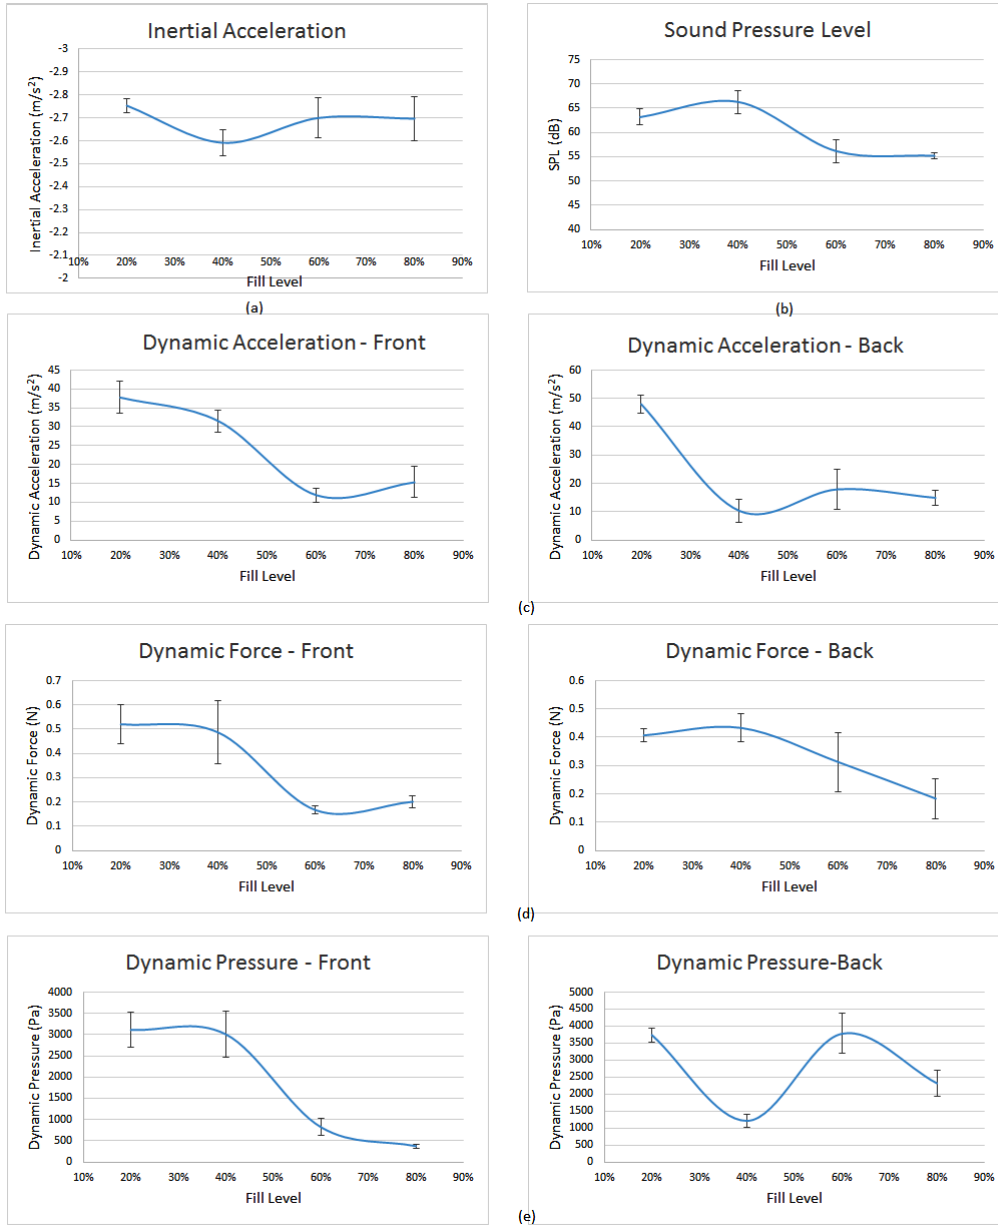 Inertial Acceleration
Inertial Acceleration (m/s²)
-3
-2.9
-2.8
-2.7
-2.6
-2.5
-2.4
-2.3
-2.2
-2.1
-2
10% 20% 30% 40% 50% 60% 70% 80% 90%
Fill Level
(a)
Sound Pressure Level
SPL (dB)
75
70
65
60
55
50
45
40
10% 20% 30% 40% 50% 60% 70% 80% 90%
Fill Level
(b)
Dynamic Acceleration - Front
Dynamic Acceleration (m/s²)
45
40
35
30
25
20
15
10
5
0
10% 20% 30% 40% 50% 60% 70% 80% 90%
Fill Level
Dynamic Acceleration - Back
Dynamic Acceleration (m/s²)
60
50
40
30
20
10
0
10% 20% 30% 40% 50% 60% 70% 80% 90%
Fill Level
(c)
Dynamic Force - Front
Dynamic Force (N)
0.7
0.6
0.5
0.4
0.3
0.2
0.1
0
10% 20% 30% 40% 50% 60% 70% 80% 90%
Fill Level
Dynamic Force - Back
Dynamic Force (N)
0.6
0.5
0.4
0.3
0.2
0.1
0
10% 20% 30% 40% 50% 60% 70% 80% 90%
Fill Level
(d)
Dynamic Pressure - Front
Dynamic Pressure (Pa)
4000
3500
3000
2500
2000
1500
1000
500
0
10% 20% 30% 40% 50% 60% 70% 80% 90%
Fill Level
Dynamic Pressure-Back
Dynamic Pressure (Pa)
5000
4500
4000
3500
3000
2500
2000
1500
1000
500
0
10% 20% 30% 40% 50% 60% 70% 80% 90%
Fill Level
(e)